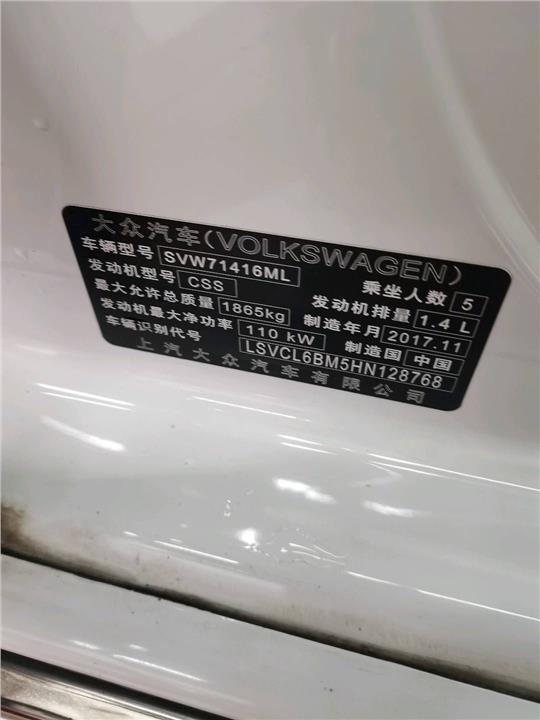 大众汽车(VOLKSWAGEN)
车辆型号 SVW71416ML 乘坐人数 5
发动机型号 CSS 发动机排量 1.4 L
最大允许总质量 1865kg 制造年月 2017.11
发动机最大净功率 110 kW 制造国 中国
车辆识别代号 LSVCL6BM5HN128768
上汽大众汽车有限公司